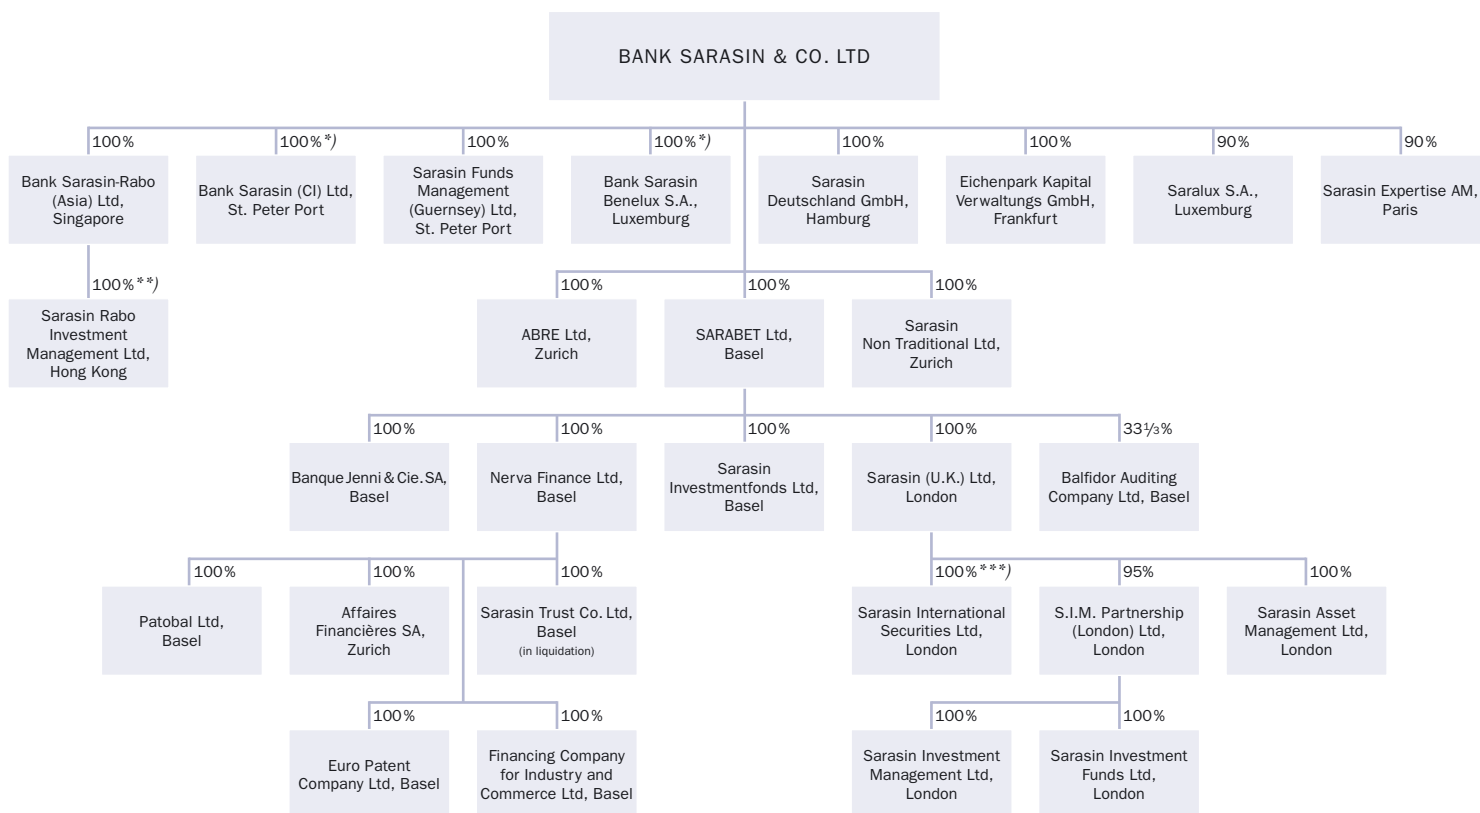 BANK SARASIN & CO. LTD
100%
100%*)
100%
100%*)
100%
100%
90%
90%
Bank Sarasin-Rabo
(Asia) Ltd,
Singapore
Bank Sarasin (CI) Ltd,
St. Peter Port
Sarasin Funds
Management
(Guernsey) Ltd,
St. Peter Port
Bank Sarasin
Benelux S.A.,
Luxemburg
Sarasin
Deutschland GmbH,
Hamburg
Eichenpark Kapital
Verwaltungs GmbH,
Frankfurt
Saralux S.A.,
Luxemburg
Sarasin Expertise AM,
Paris
100%**)
100%
100%
100%
Sarasin Rabo
Investment
Management Ltd,
Hong Kong
ABRE Ltd,
Zurich
SARABET Ltd,
Basel
Sarasin
Non Traditional Ltd,
Zurich
100%
100%
100%
100%
33⅓%
Banque Jenni & Cie. SA,
Basel
Nerva Finance Ltd,
Basel
Sarasin
Investmentfonds Ltd,
Basel
Sarasin (U.K.) Ltd,
London
Balfidor Auditing
Company Ltd, Basel
100%
100%
100%
100%***)
95%
100%
Patobal Ltd,
Basel
Affaires
Financières SA,
Zurich
Sarasin Trust Co. Ltd,
Basel
(in liquidation)
Sarasin International
Securities Ltd,
London
S.I.M. Partnership
(London) Ltd,
London
Sarasin Asset
Management Ltd,
London
100%
100%
100%
100%
Euro Patent
Company Ltd, Basel
Financing Company
for Industry and
Commerce Ltd, Basel
Sarasin Investment
Management Ltd,
London
Sarasin Investment
Funds Ltd,
London